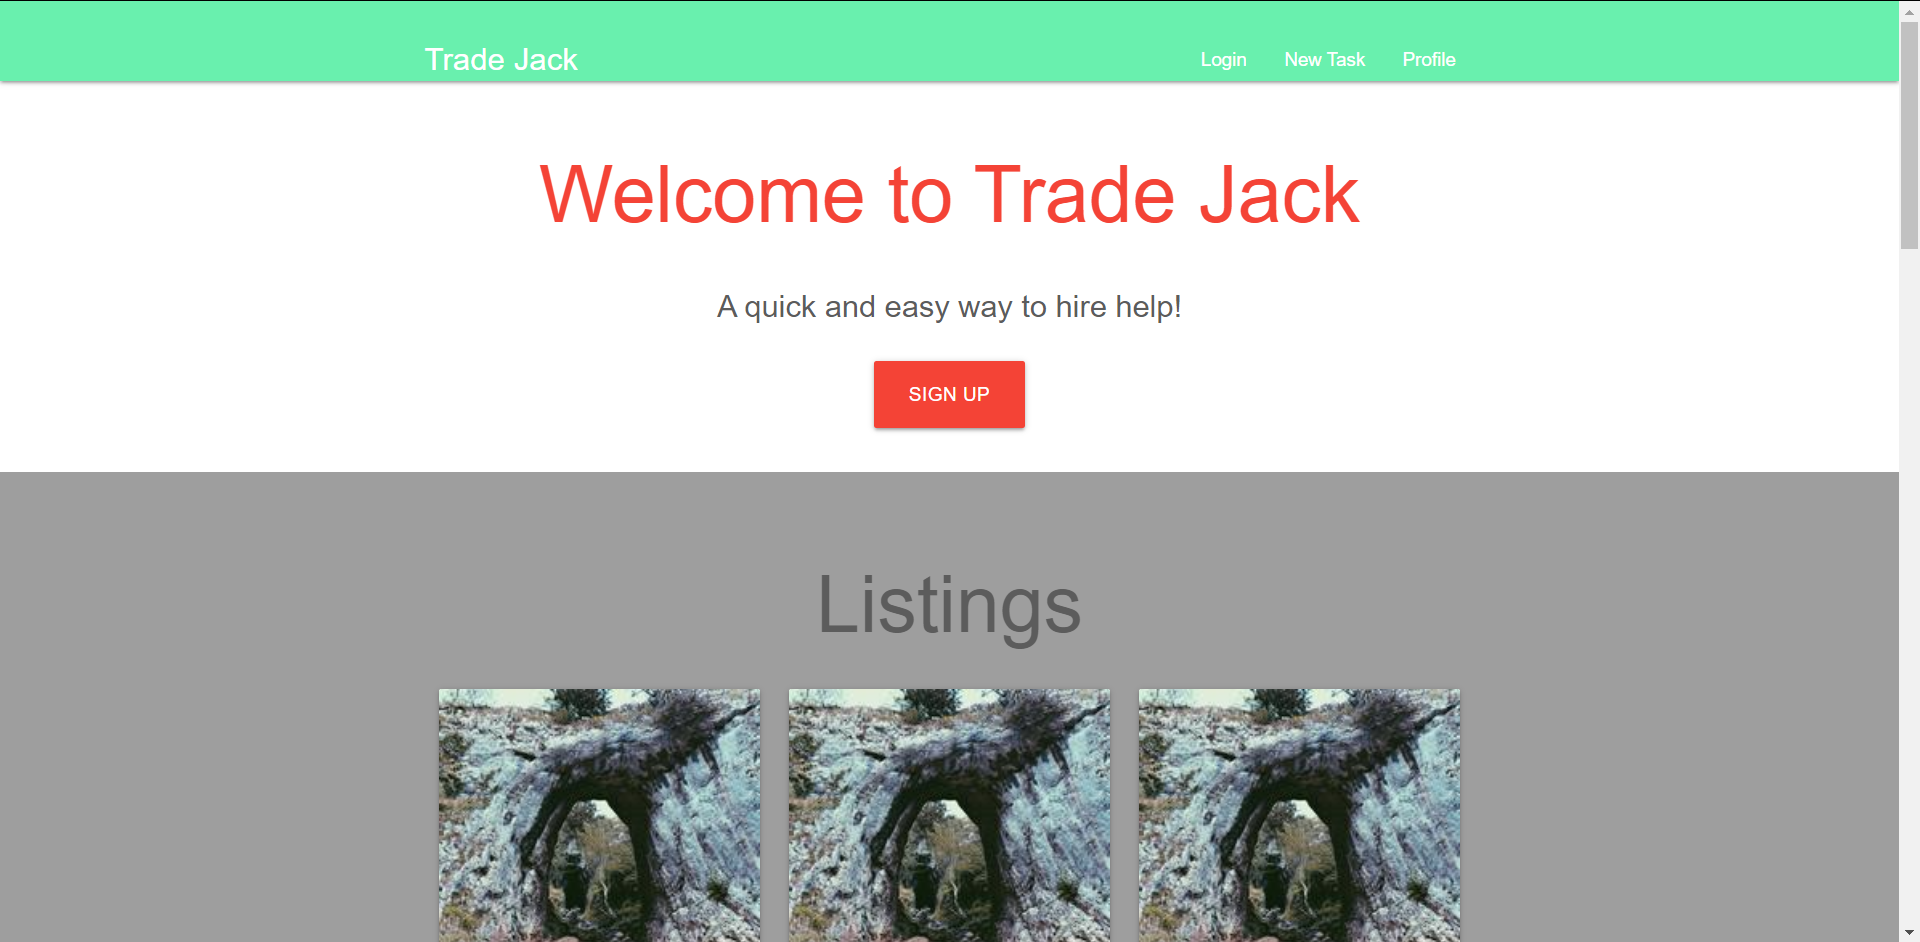 Trade Jack
Login New Task Profile
Welcome to Trade Jack
A quick and easy way to hire help!
SIGN UP
Listings